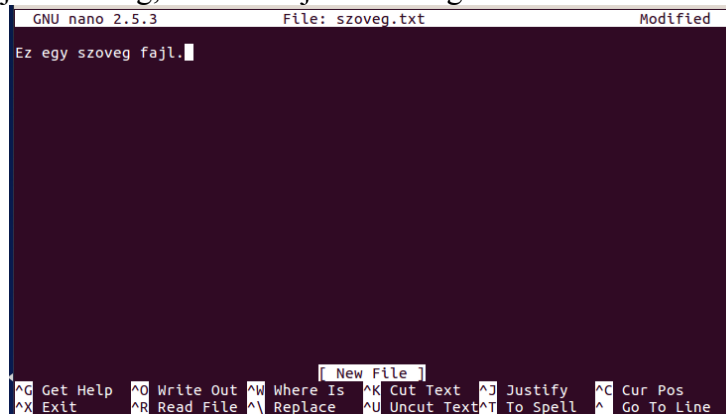 GNU nano 2.5.3 File: szoveg.txt Modified
Ez egy szoveg fajl.
[ New File ]
^G Get Help ^O Write Out ^W Where Is ^K Cut Text ^J Justify ^C Cur Pos
^X Exit ^R Read File ^\ Replace ^U Uncut Text ^T To Spell ^ Go To Line